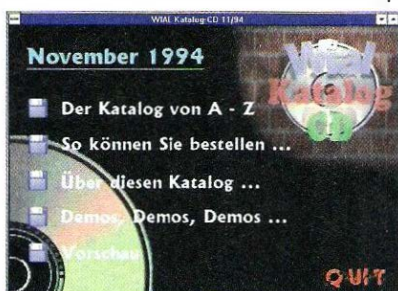 WIAL Katalog-CD 11/94
November 1994
Wial
Katalog
CD
Der Katalog von A - Z
So können Sie bestellen ...
Über diesen Katalog ...
Demos, Demos, Demos ...
Vorschau
QUIT